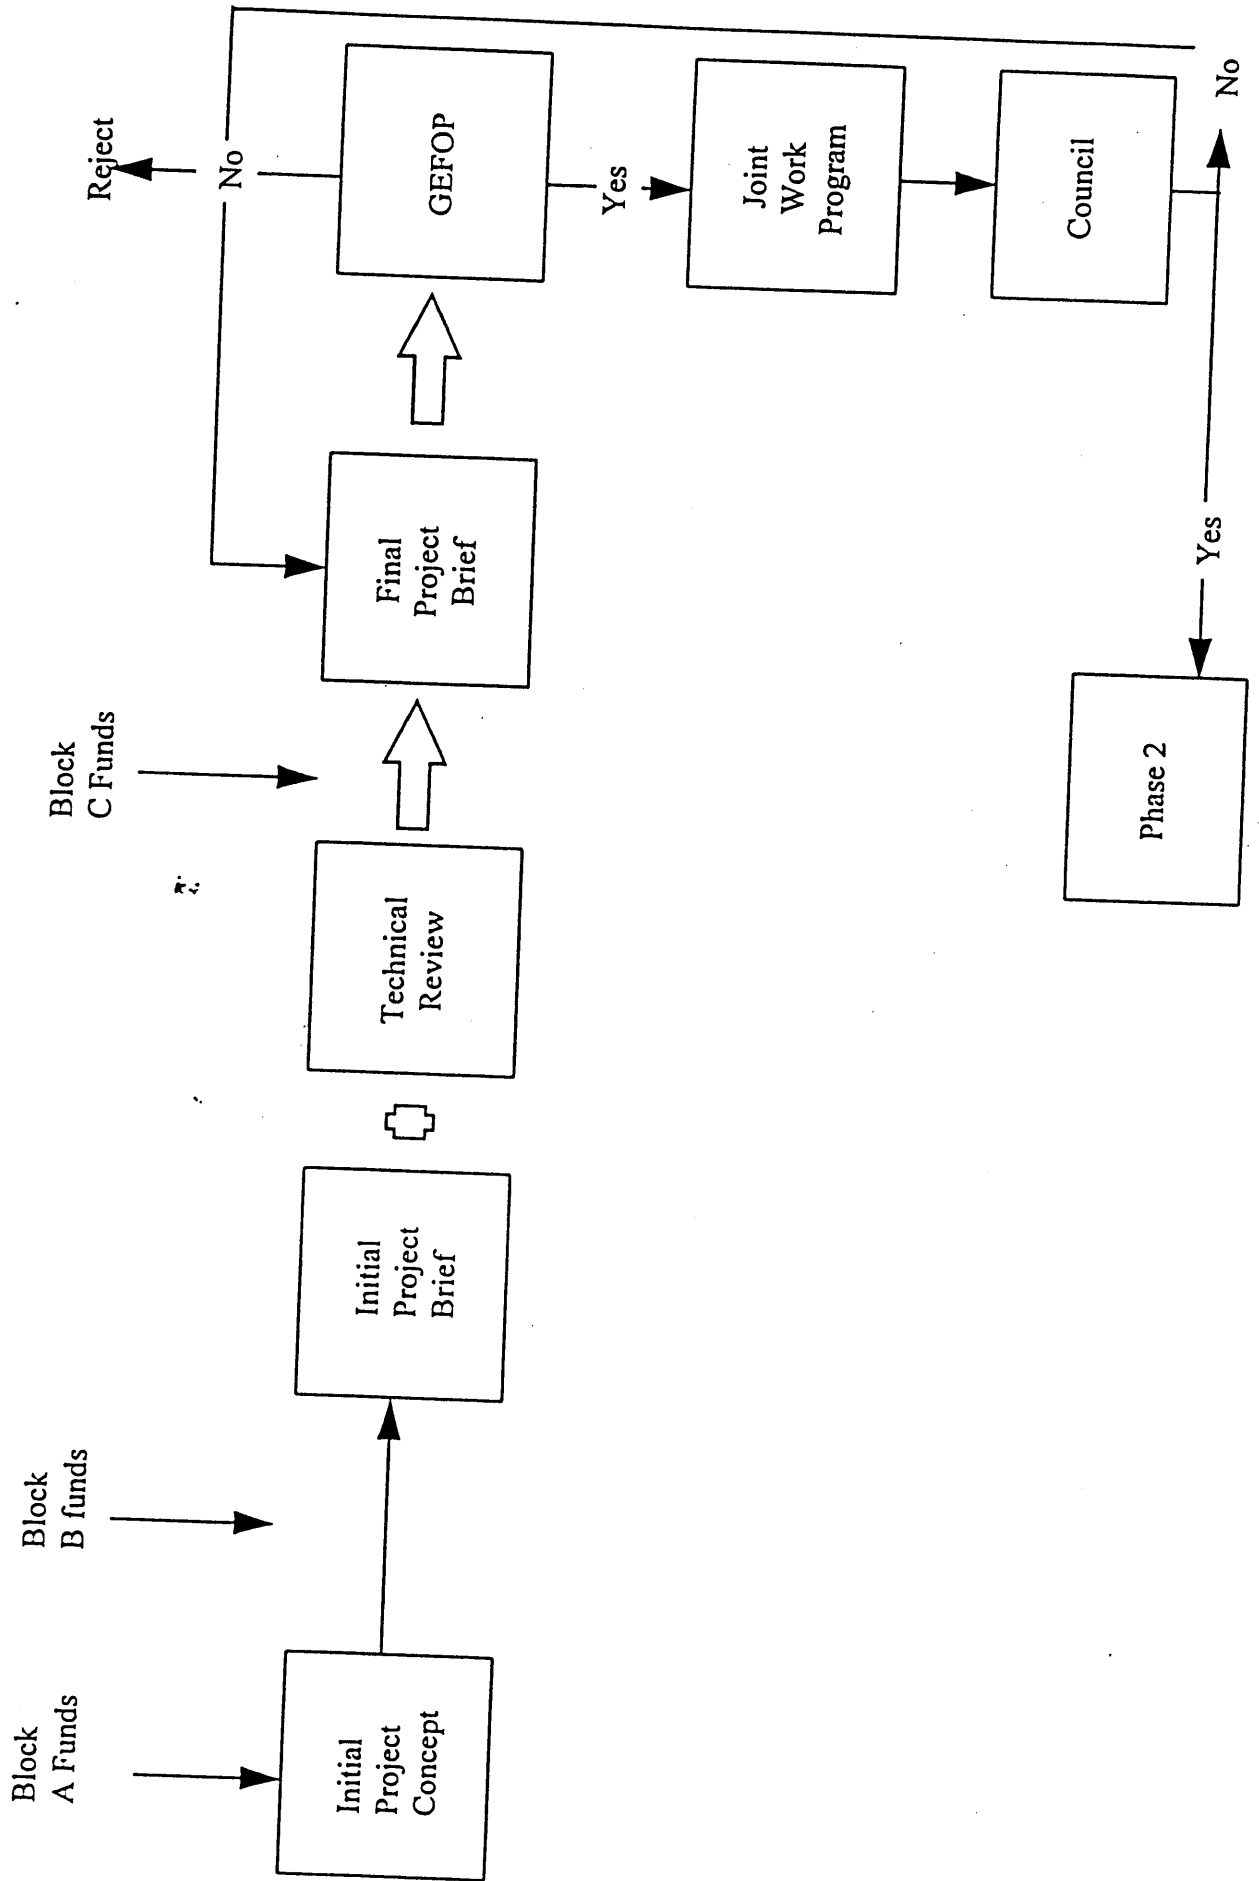 Block
A Funds
Block
B funds
Block
C Funds
Reject
No
Initial
Project
Concept
Initial
Project
Brief
Technical
Review
Final
Project
Brief
GEFOP
Yes
Joint
Work
Program
Council
Phase 2
Yes
No